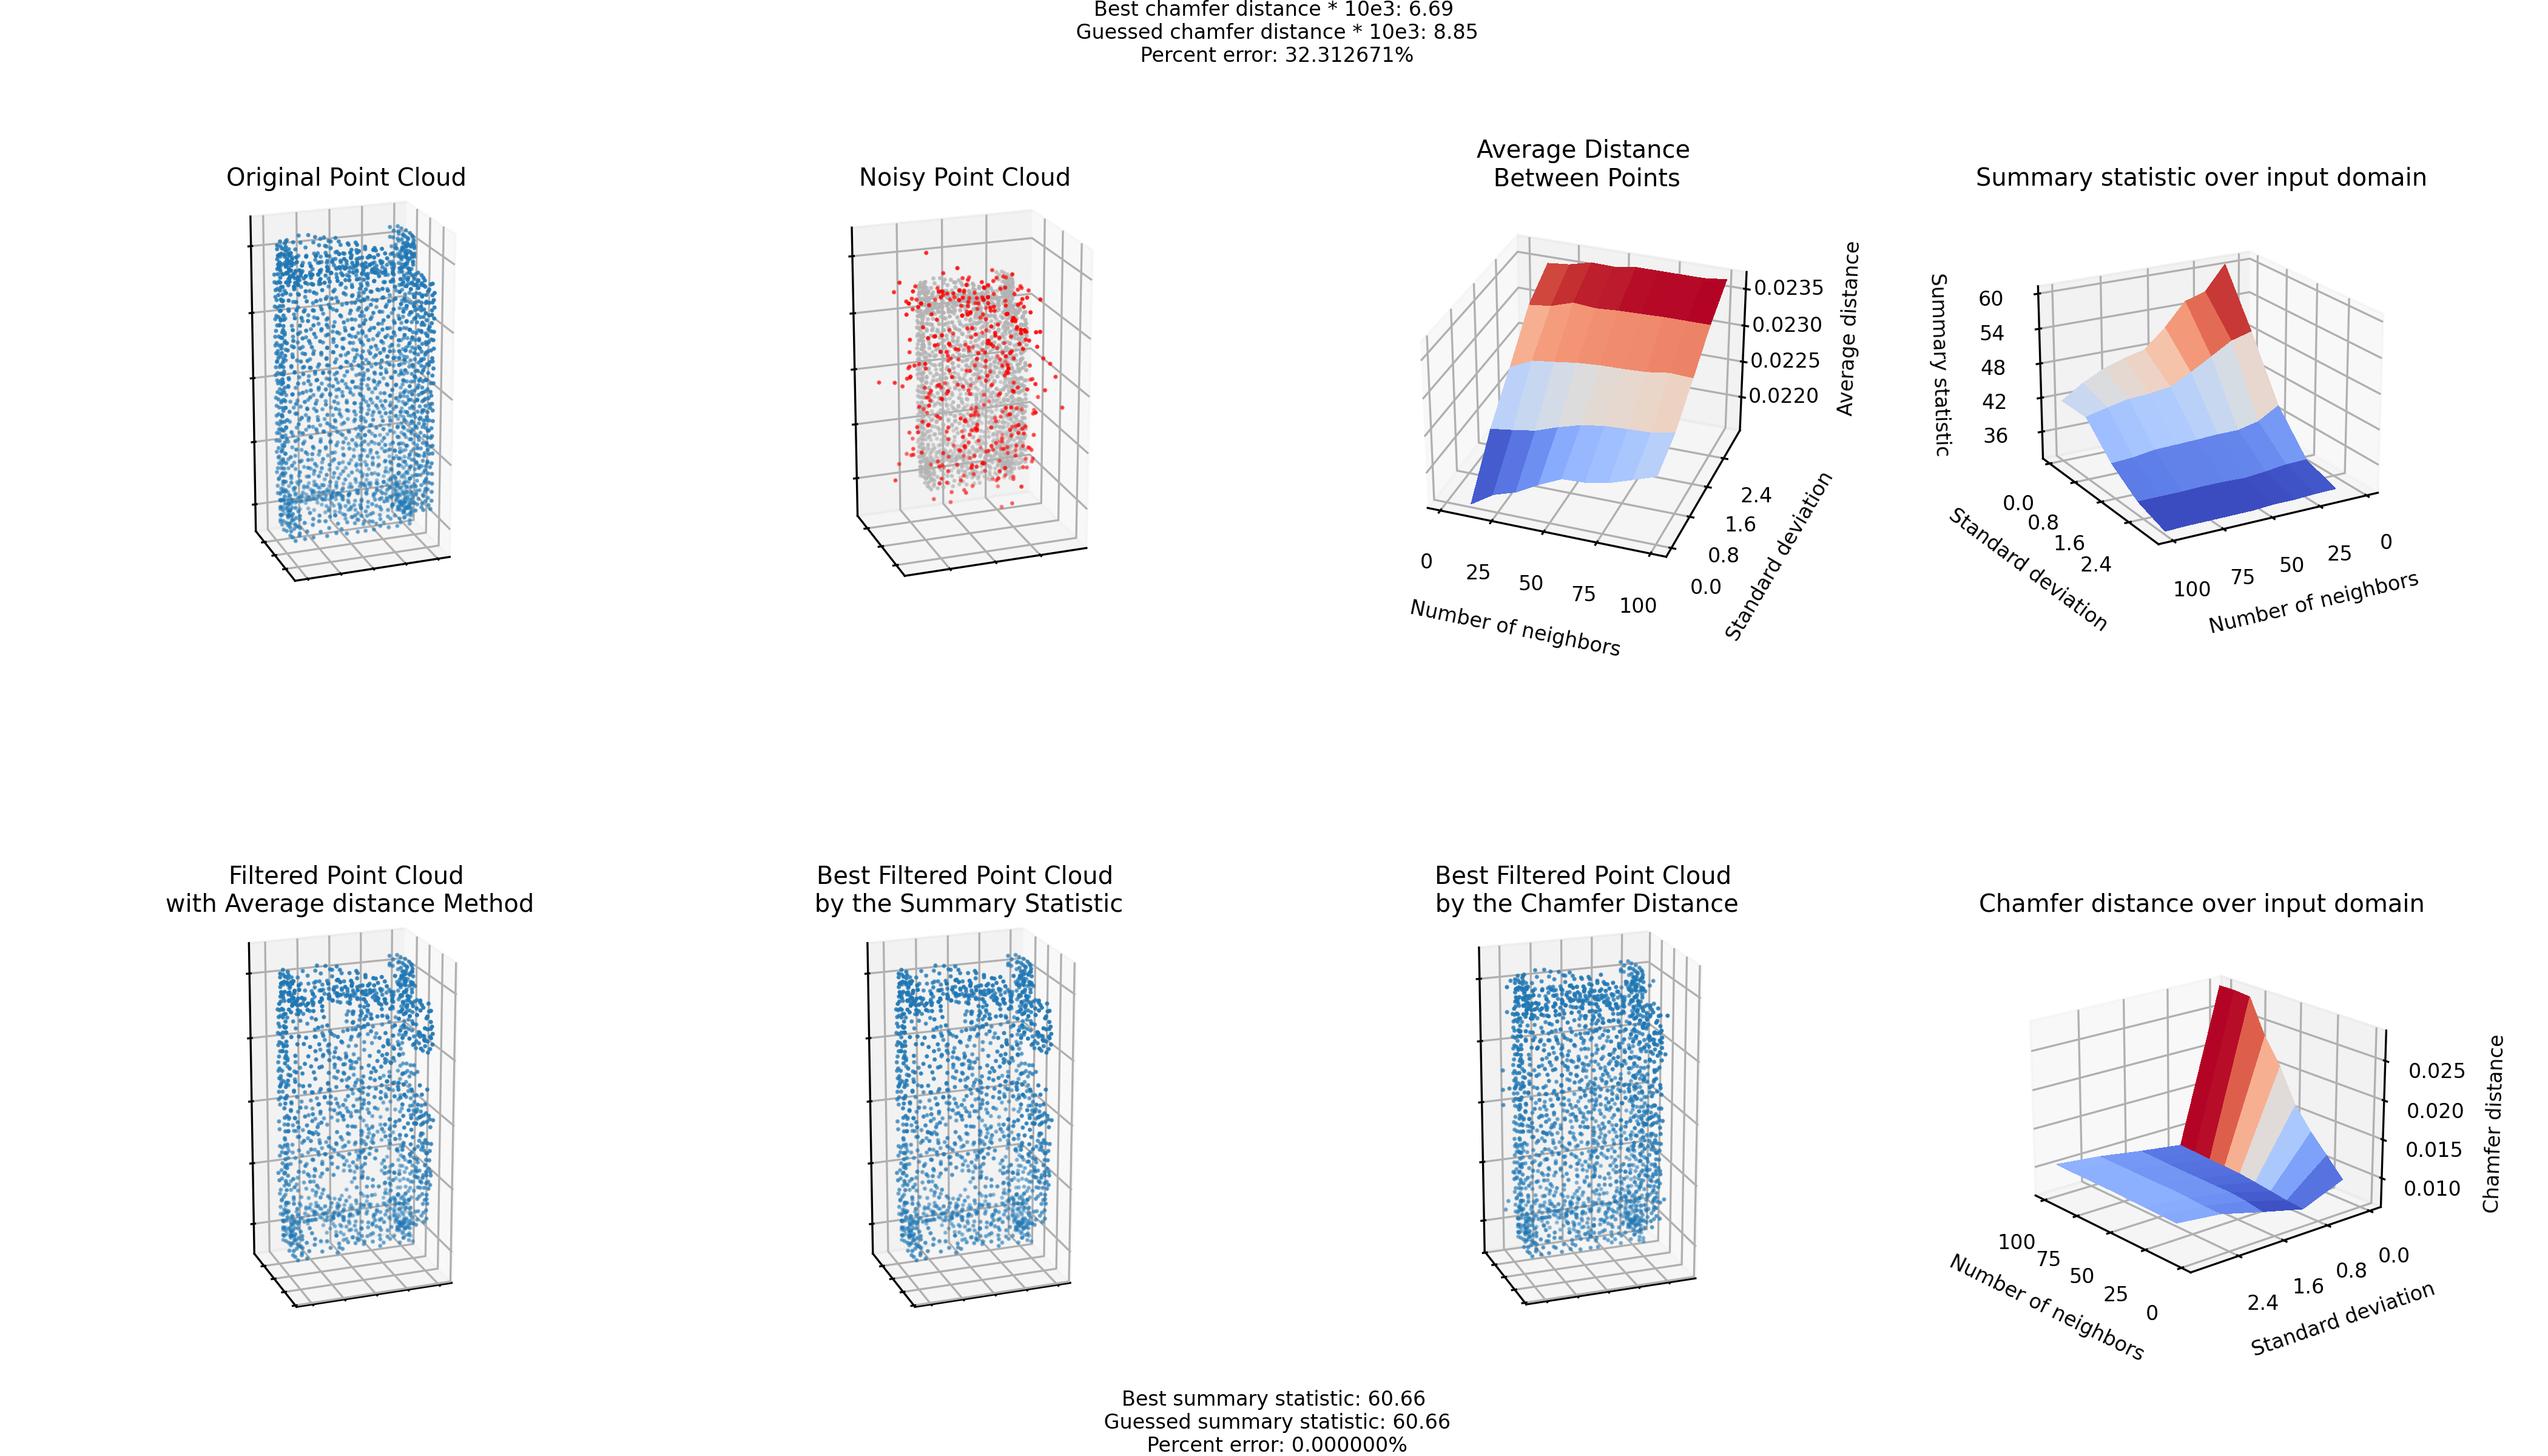 Best chamfer distance * 10e3: 6.69
Guessed chamfer distance * 10e3: 8.85
Percent error: 32.312671%
Original Point Cloud
Noisy Point Cloud
Average Distance
Between Points
0.0235
0.0230
0.0225
0.0220
Average distance
2.4
1.6
0.8
0.0
Standard deviation
0
25
50
75
100
Number of neighbors
Summary statistic over input domain
60
54
48
42
36
Summary statistic
0.0
0.8
1.6
2.4
Standard deviation
100
75
50
25
0
Number of neighbors
Filtered Point Cloud
with Average distance Method
Best Filtered Point Cloud
by the Summary Statistic
Best Filtered Point Cloud
by the Chamfer Distance
Chamfer distance over input domain
0.025
0.020
0.015
0.010
Chamfer distance
100
75
50
25
0
Number of neighbors
2.4
1.6
0.8
0.0
Standard deviation
Best summary statistic: 60.66
Guessed summary statistic: 60.66
Percent error: 0.000000%